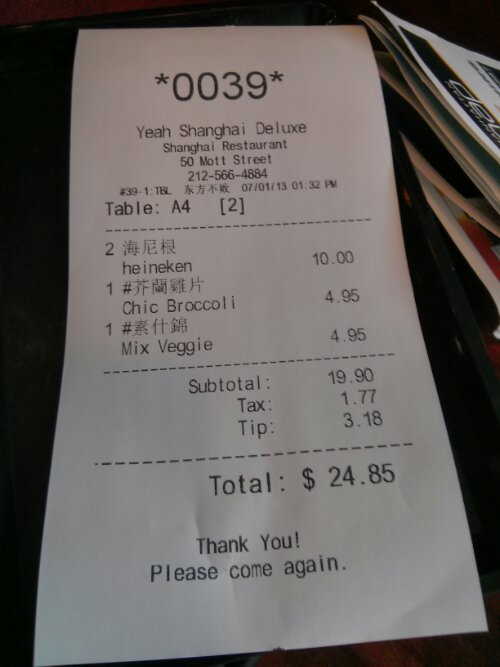 *0039*
Yeah Shanghai Deluxe
Shanghai Restaurant
50 Mott Street
212-566-4884
#39-1:TBL 东方不败 07/01/13 01:32 PM
Table: A4 [2]
2 海尼根
heineken 10.00
1 #芥蘭雞片
Chic Broccoli 4.95
1 #素什錦
Mix Veggie 4.95
Subtotal: 19.90
Tax: 1.77
Tip: 3.18
Total: $ 24.85
Thank You!
Please come again.